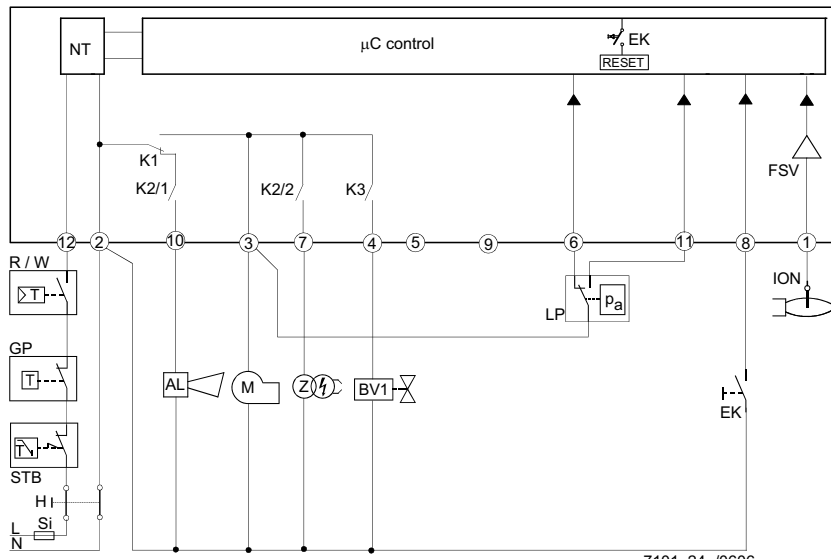 NT
µC control
EK
RESET
FSV
K1
K2/1
K2/2
K3
12
2
10
3
7
4
5
9
6
11
8
1
R / W
T
LP
pa
ION
GP
T
AL
M
Z
BV1
EK
T
STB
H
L
Si
N